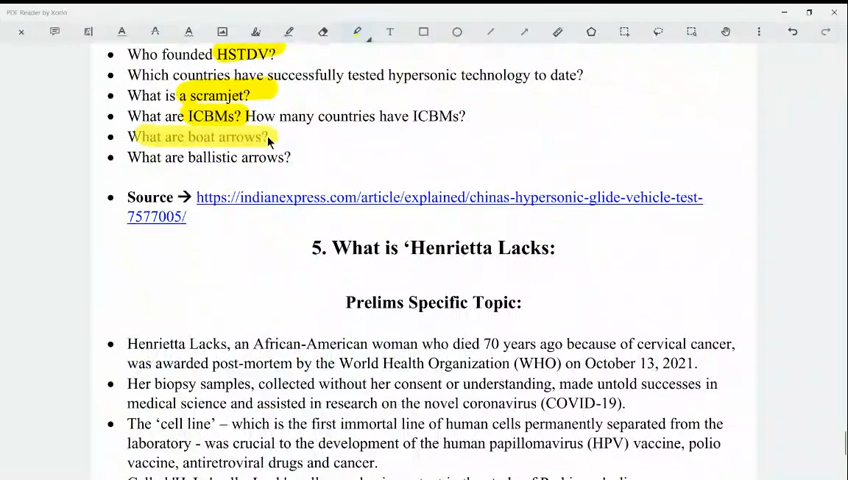 PDF Reader by Xodo
Who founded HSTDV?
Which countries have successfully tested hypersonic technology to date?
What is a scramjet?
What are ICBMs? How many countries have ICBMs?
What are boat arrows?
What are ballistic arrows?
Source → https://indianexpress.com/article/explained/chinas-hypersonic-glide-vehicle-test-
7577005/
5. What is ‘Henrietta Lacks:
Prelims Specific Topic:
Henrietta Lacks, an African-American woman who died 70 years ago because of cervical cancer,
was awarded post-mortem by the World Health Organization (WHO) on October 13, 2021.
Her biopsy samples, collected without her consent or understanding, made untold successes in
medical science and assisted in research on the novel coronavirus (COVID-19).
The ‘cell line’ – which is the first immortal line of human cells permanently separated from the
laboratory - was crucial to the development of the human papillomavirus (HPV) vaccine, polio
vaccine, antiretroviral drugs and cancer.